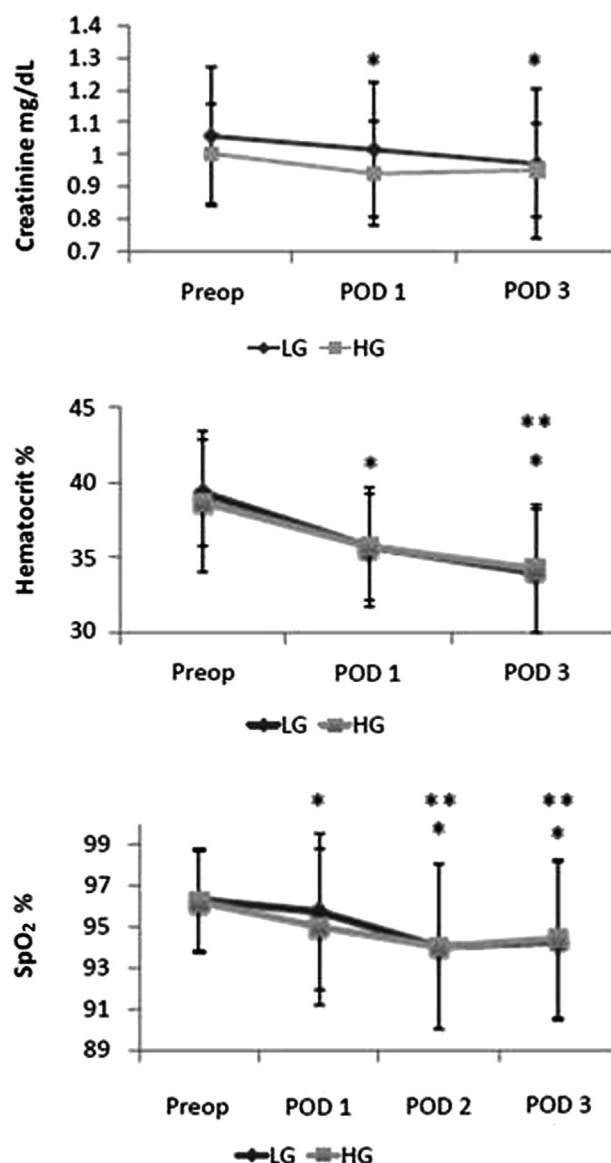 Creatinine mg/dL
1.4
1.3
* *
1.2
1.1
1
0.9
0.8
0.7
Preop POD 1 POD 3
LG HG
Hematocrit %
45
**
* *
40
35
30
Preop POD 1 POD 3
LG HG
SpO₂ %
* ** **
* *
99
97
95
93
91
89
Preop POD 1 POD 2 POD 3
LG HG